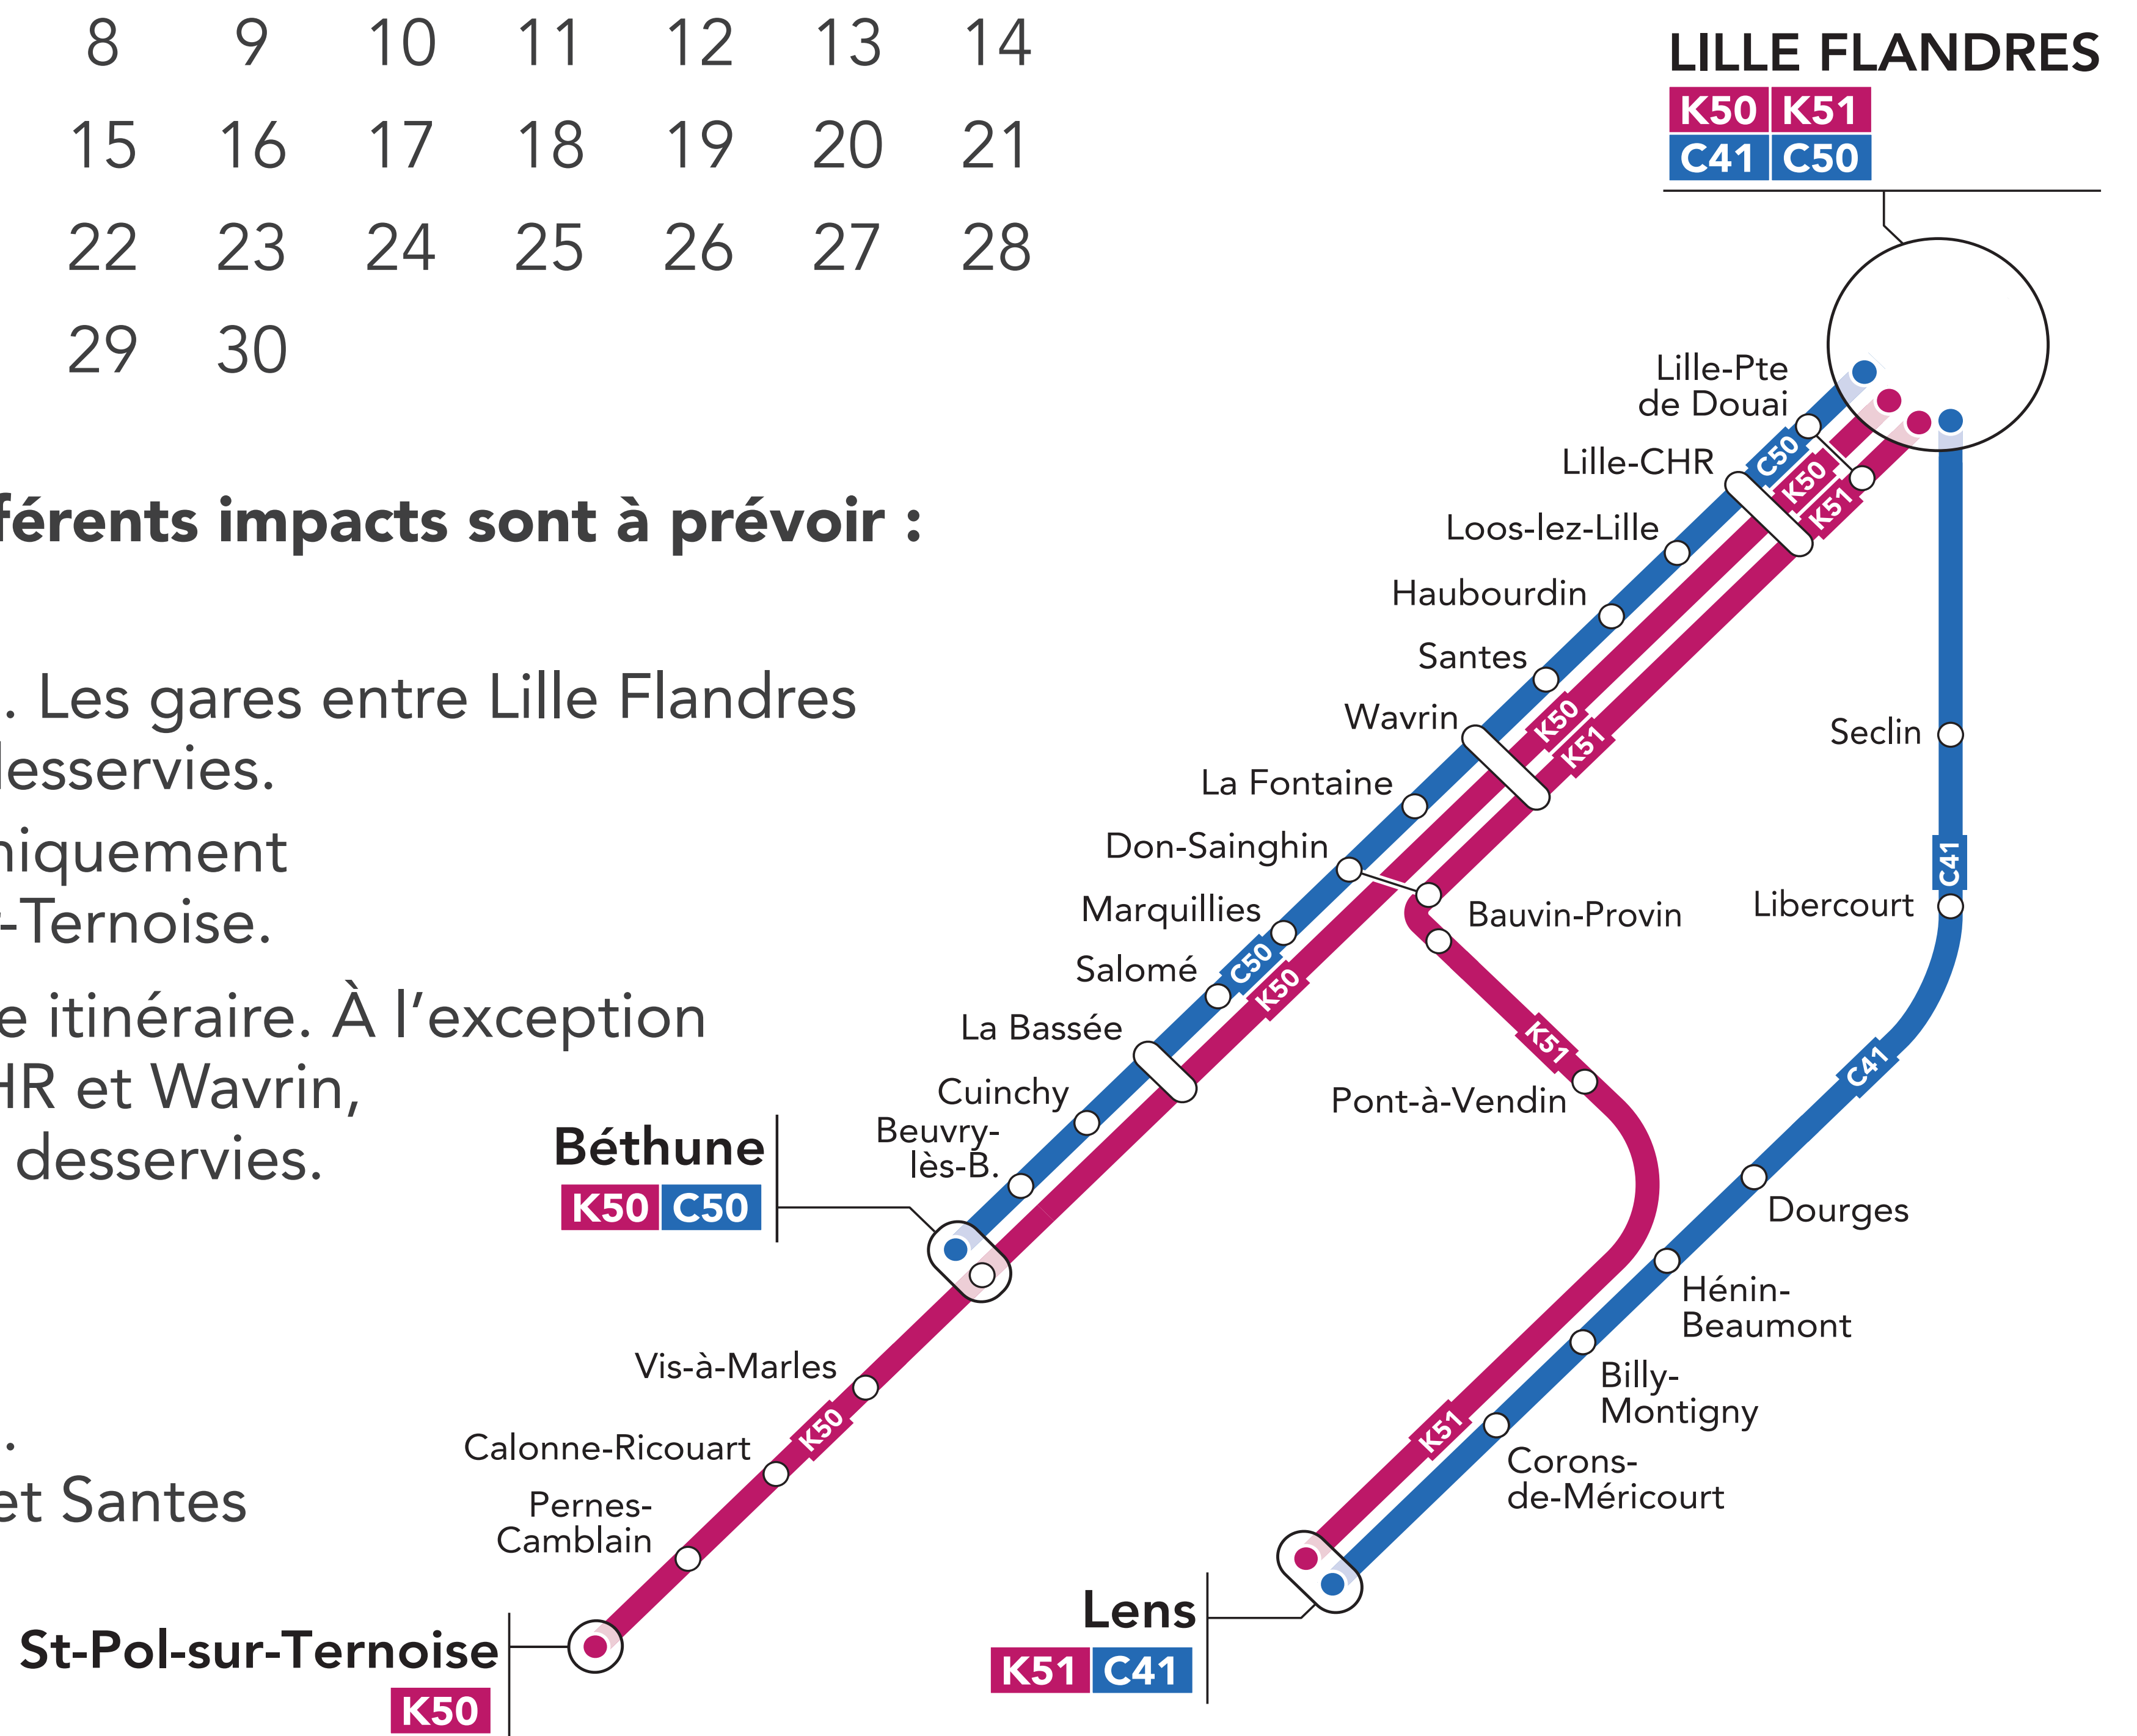 8 9 10 11 12 13 14
15 16 17 18 19 20 21
22 23 24 25 26 27 28
29 30
férents impacts sont à prévoir :
. Les gares entre Lille Flandres
desservies.
niquement
-Ternoise.
e itinéraire. À l’exception
HR et Wavrin,
desservies.
.
et Santes
LILLE FLANDRES
K50 K51
C41 C50
Lille-Pte
de Douai
Lille-CHR
C50
K50
K51
Loos-lez-Lille
Haubourdin
Santes
Wavrin
K50
K51
La Fontaine
Don-Sainghin
Marquillies
Salomé
C50
K50
La Bassée
Cuinchy
Beuvry-
lès-B.
Béthune
K50 C50
Vis-à-Marles
K50
Calonne-Ricouart
Pernes-
Camblain
St-Pol-sur-Ternoise
K50
Bauvin-Provin
K51
Pont-à-Vendin
K51
Seclin
C41
Libercourt
C41
Dourges
Hénin-
Beaumont
Billy-
Montigny
Corons-
de-Méricourt
Lens
K51 C41